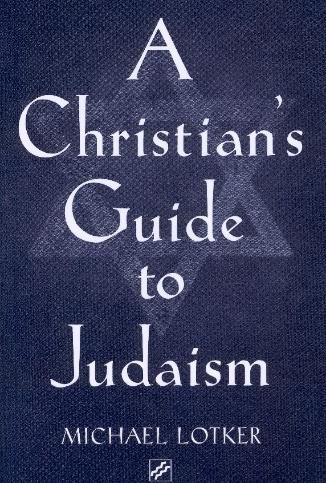 A
Christian's
Guide
to
Judaism
MICHAEL LOTKER